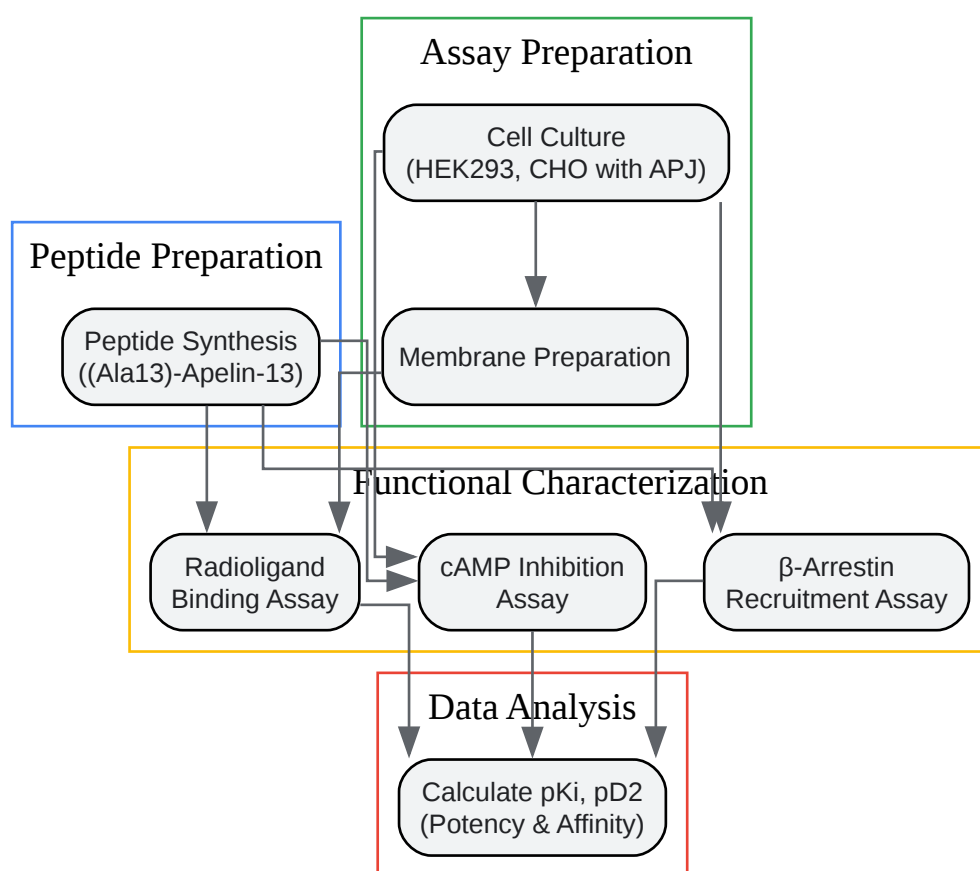 Assay Preparation
Cell Culture
(HEK293, CHO with APJ)
Peptide Preparation
Peptide Synthesis
((Ala13)-Apelin-13)
Membrane Preparation
Functional Characterization
Radioligand
Binding Assay
cAMP Inhibition
Assay
β-Arrestin
Recruitment Assay
Data Analysis
Calculate pKi, pD2
(Potency & Affinity)